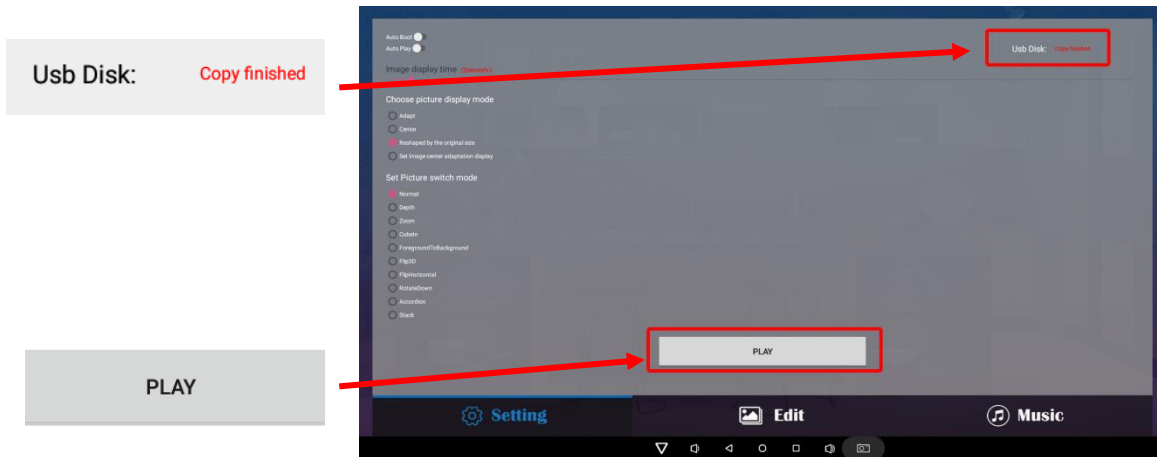 Usb Disk: Copy finished
PLAY
Auto Boot
Auto Play
Image display time (5seconds)
Usb Disk: Copy finished
Choose picture display mode
Adapt
Center
Reshaped by the original size
Set image center adaptation display
Set Picture switch mode
Normal
Depth
Zoom
CubeIn
ForegroundToBackground
Flip3D
FlipHorizontal
RotateDown
Accordion
Stack
PLAY
Setting
Edit
Music